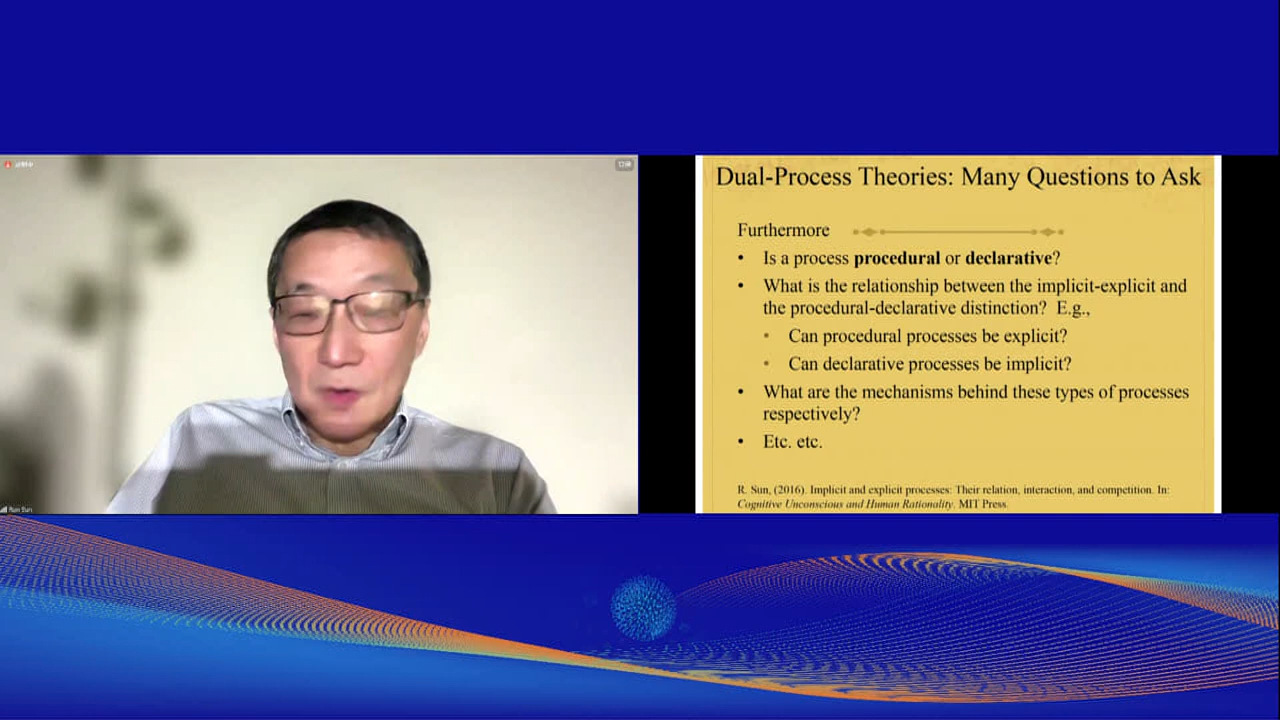 Dual-Process Theories: Many Questions to Ask
Furthermore
• Is a process procedural or declarative?
• What is the relationship between the implicit-explicit and
the procedural-declarative distinction? E.g.,
• Can procedural processes be explicit?
• Can declarative processes be implicit?
• What are the mechanisms behind these types of processes
respectively?
• Etc. etc.
R. Sun, (2016). Implicit and explicit processes: Their relation, interaction, and competition. In:
Cognitive Unconscious and Human Rationality. MIT Press.
Ron Sun